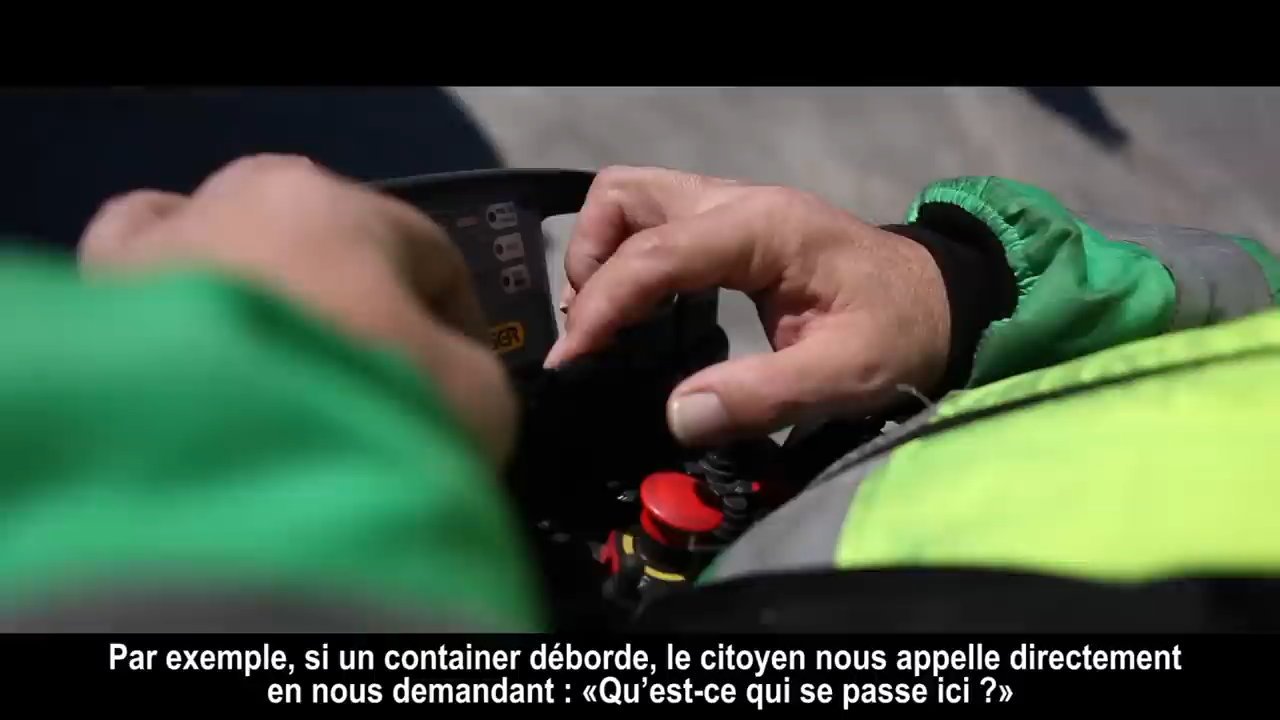 Par exemple, si un container déborde, le citoyen nous appelle directement
en nous demandant : «Qu’est-ce qui se passe ici ?»